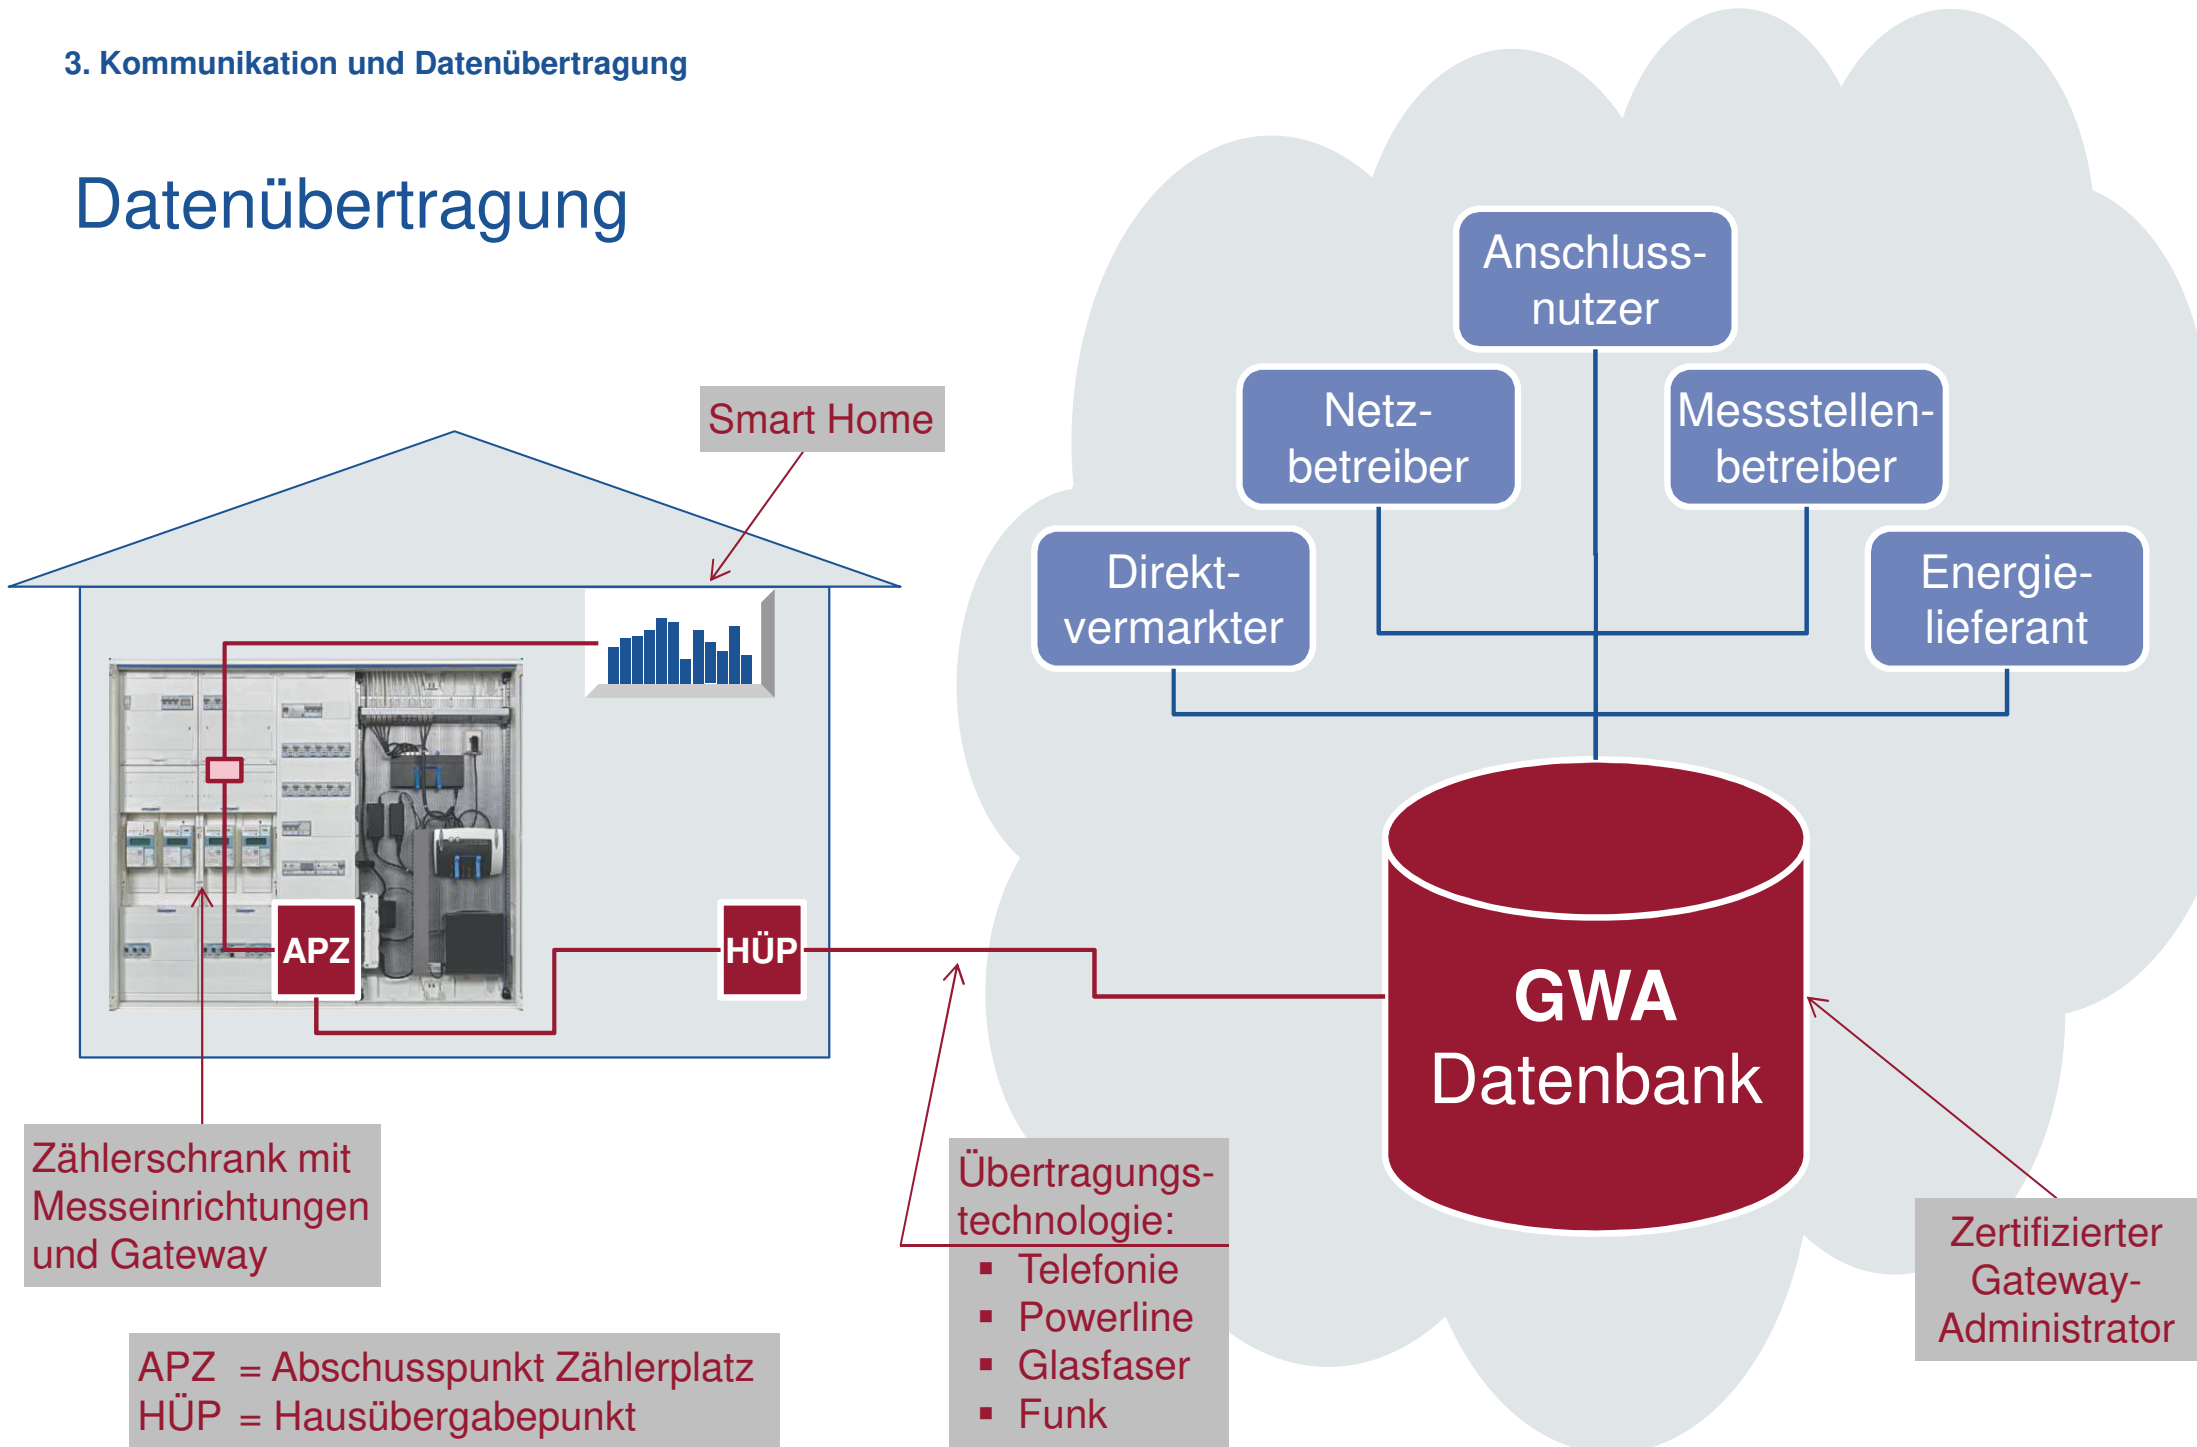 3. Kommunikation und Datenübertragung
Datenübertragung
Anschluss-
nutzer
Netz-
betreiber
Messstellen-
betreiber
Direkt-
vermarkter
Energie-
lieferant
Smart Home
APZ
HÜP
GWA
Datenbank
Zählerschrank mit
Messeinrichtungen
und Gateway
Übertragungs-
technologie:
▪ Telefonie
▪ Powerline
▪ Glasfaser
▪ Funk
Zertifizierter
Gateway-
Administrator
APZ = Abschusspunkt Zählerplatz
HÜP = Hausübergabepunkt